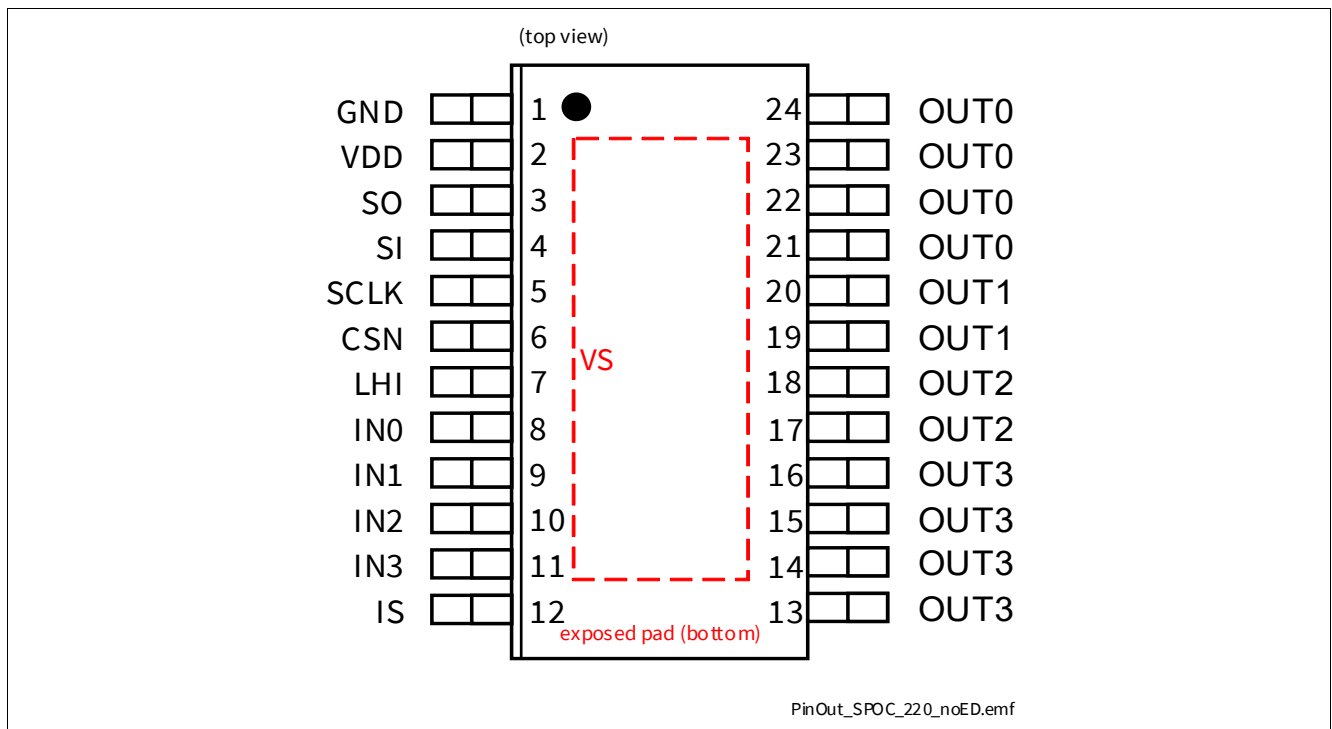 (top view)
GND 1 24 OUT0
VDD 2 23 OUT0
SO 3 22 OUT0
SI 4 21 OUT0
SCLK 5 20 OUT1
CSN 6 19 OUT1
VS
LHI 7 18 OUT2
IN0 8 17 OUT2
IN1 9 16 OUT3
IN2 10 15 OUT3
IN3 11 14 OUT3
IS 12 13 OUT3
exposed pad (bottom)
PinOut_SPOC_220_noED.emf